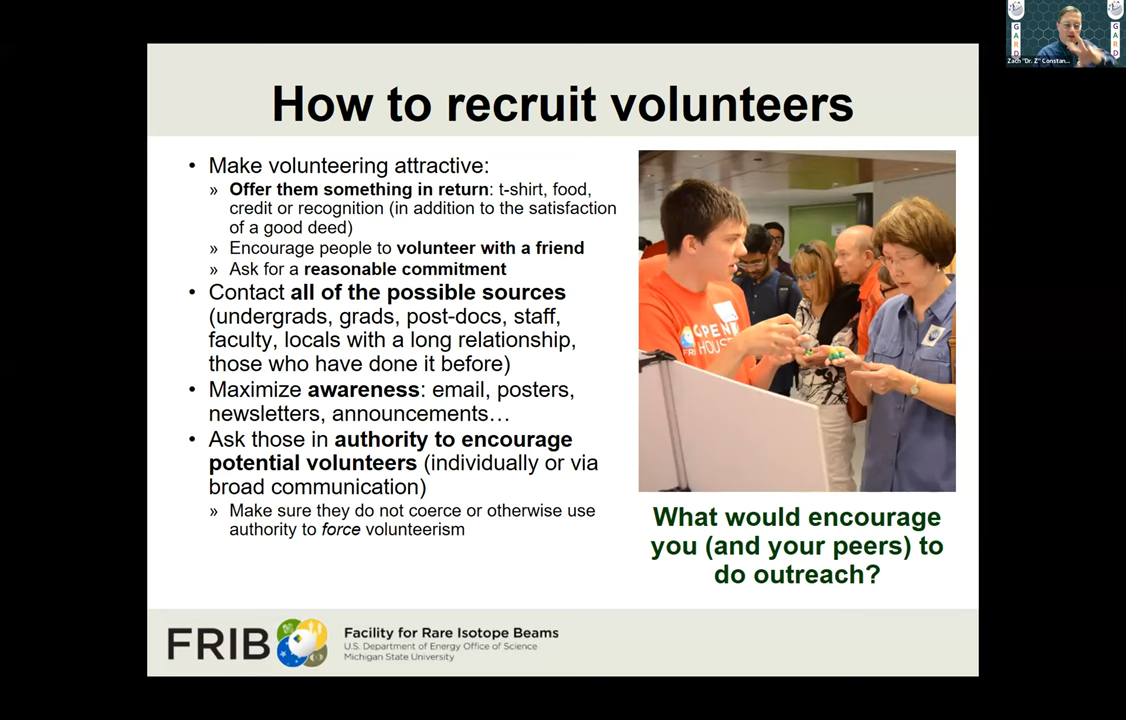 How to recruit volunteers
• Make volunteering attractive:
» Offer them something in return: t-shirt, food,
credit or recognition (in addition to the satisfaction
of a good deed)
» Encourage people to volunteer with a friend
» Ask for a reasonable commitment
• Contact all of the possible sources
(undergrads, grads, post-docs, staff,
faculty, locals with a long relationship,
those who have done it before)
• Maximize awareness: email, posters,
newsletters, announcements…
• Ask those in authority to encourage
potential volunteers (individually or via
broad communication)
» Make sure they do not coerce or otherwise use
authority to force volunteerism
OPEN
HOUSE
What would encourage
you (and your peers) to
do outreach?
FRIB
Facility for Rare Isotope Beams
U.S. Department of Energy Office of Science
Michigan State University
GARD
GARD
Zach "Dr. Z" Constan...